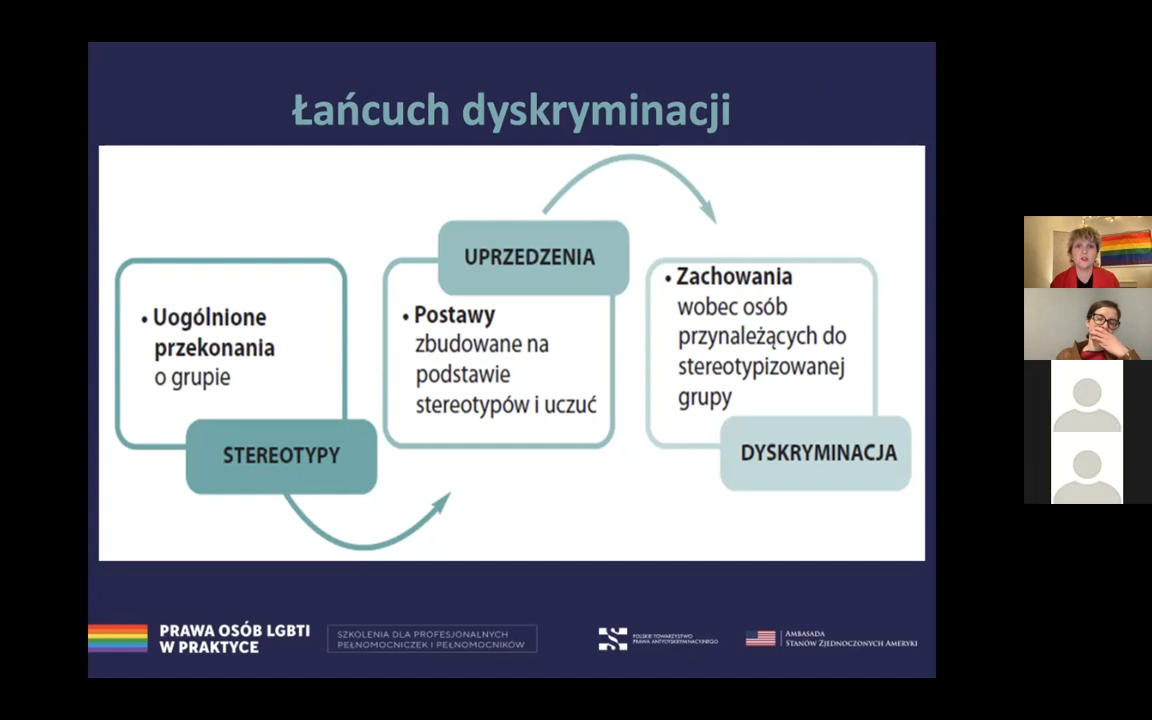 Łańcuch dyskryminacji
• Uogólnione
przekonania
o grupie
STEREOTYPY
UPRZEDZENIA
• Postawy
zbudowane na
podstawie
stereotypów i uczuć
• Zachowania
wobec osób
przynależących do
stereotypizowanej
grupy
DYSKRYMINACJA
PRAWA OSÓB LGBTI
W PRAKTYCE
SZKOLENIA DLA PROFESJONALNYCH
PEŁNOMOCNICZEK I PEŁNOMOCNIKÓW
POLSKIE TOWARZYSTWO
PRAWA ANTYDYSKRYMINACYJNEGO
AMBASADA
STANÓW ZJEDNOCZONYCH AMERYKI